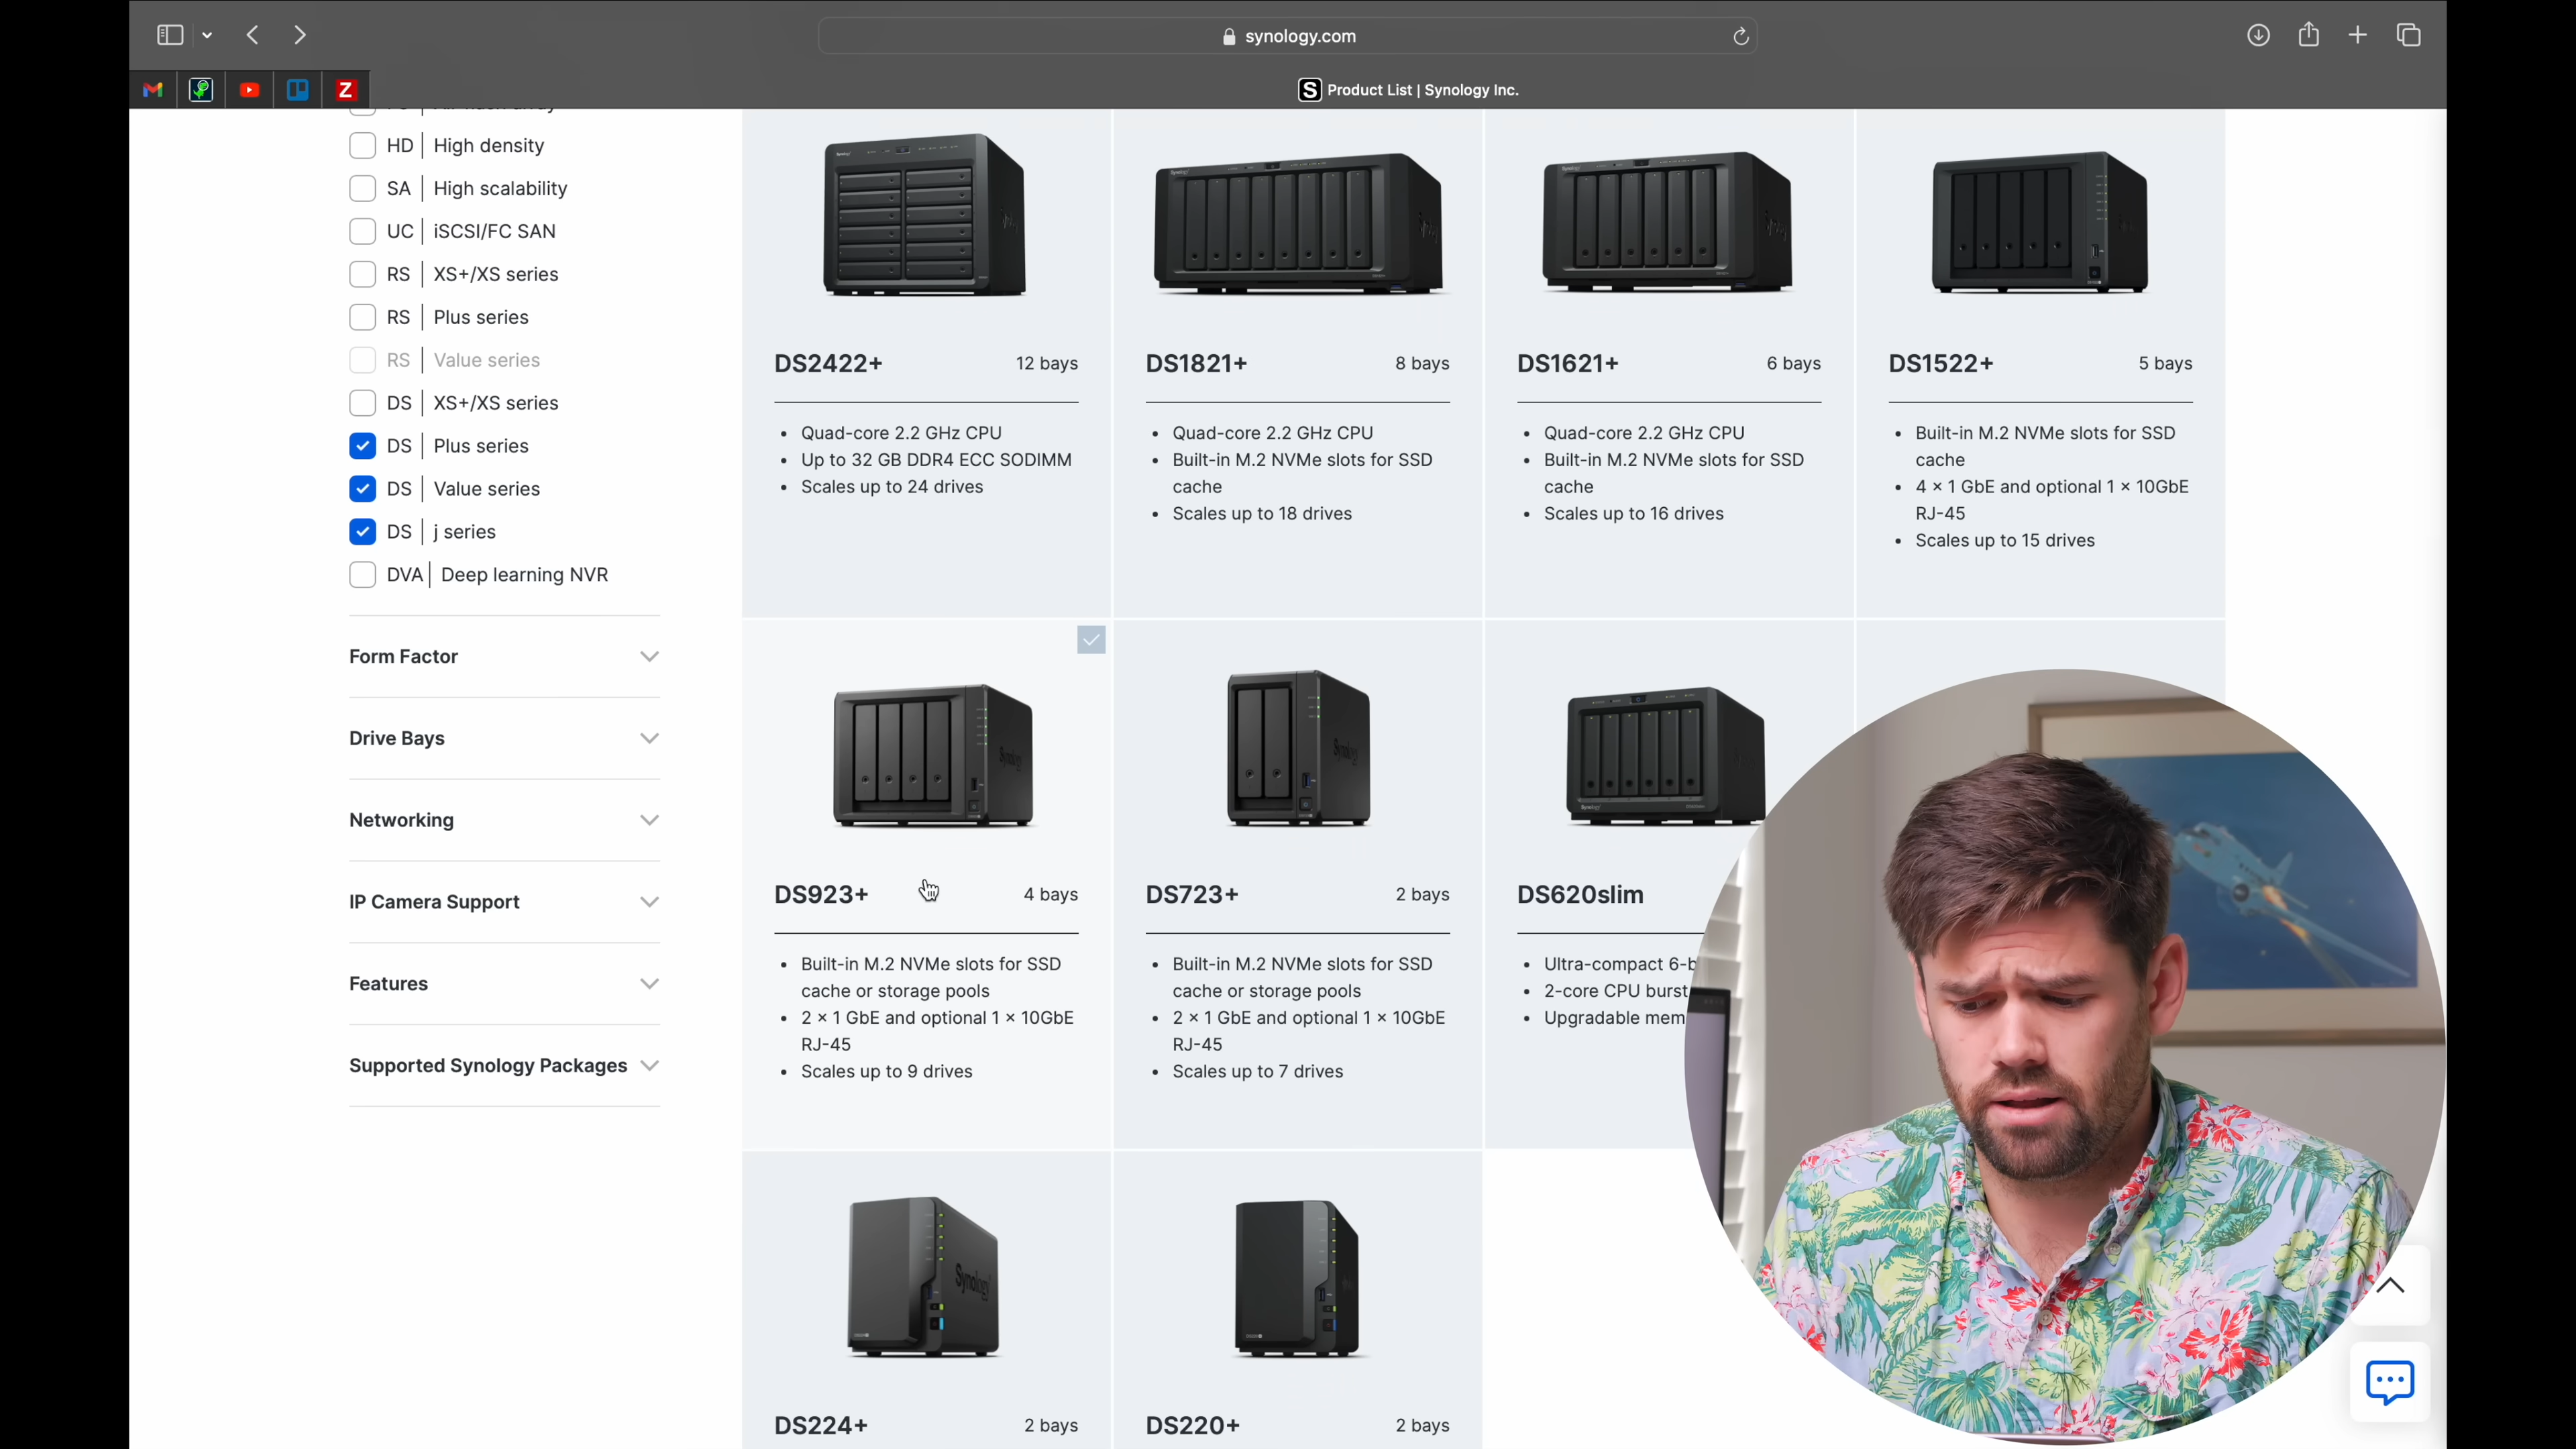 synology.com
Product List | Synology Inc.
HD | High density
SA | High scalability
UC | iSCSI/FC SAN
RS | XS+/XS series
RS | Plus series
RS | Value series
DS | XS+/XS series
DS | Plus series
DS | Value series
DS | j series
DVA | Deep learning NVR
Form Factor
Drive Bays
Networking
IP Camera Support
Features
Supported Synology Packages
DS2422+ 12 bays
• Quad-core 2.2 GHz CPU
• Up to 32 GB DDR4 ECC SODIMM
• Scales up to 24 drives
DS1821+ 8 bays
• Quad-core 2.2 GHz CPU
• Built-in M.2 NVMe slots for SSD
cache
• Scales up to 18 drives
DS1621+ 6 bays
• Quad-core 2.2 GHz CPU
• Built-in M.2 NVMe slots for SSD
cache
• Scales up to 16 drives
DS1522+ 5 bays
• Built-in M.2 NVMe slots for SSD
cache
• 4 × 1 GbE and optional 1 × 10GbE
RJ-45
• Scales up to 15 drives
Synology
DS923+ 4 bays
• Built-in M.2 NVMe slots for SSD
cache or storage pools
• 2 × 1 GbE and optional 1 × 10GbE
RJ-45
• Scales up to 9 drives
Synology
DS723+ 2 bays
• Built-in M.2 NVMe slots for SSD
cache or storage pools
• 2 × 1 GbE and optional 1 × 10GbE
RJ-45
• Scales up to 7 drives
DS620slim
• Ultra-compact
• 2-core CPU burst
• Upgradable
Synology
DS224+ 2 bays
DS220+ 2 bays